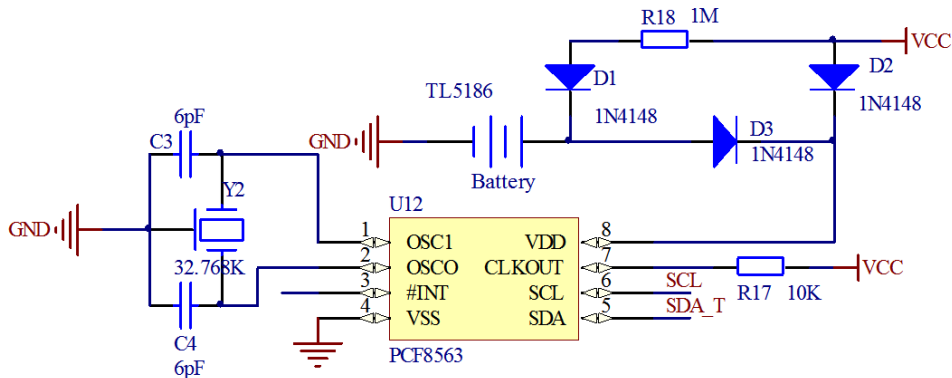 R18 1M
VCC
D1
D2
TL5186
6pF
1N4148
1N4148
C3
GND
D3
1N4148
Y2
Battery
U12
GND
1 OSC1 VDD 8
2 OSCO CLKOUT 7
VCC
32.768K
3 #INT SCL 6 SCL
R17 10K
4 VSS SDA 5 SDA_T
C4
6pF
PCF8563